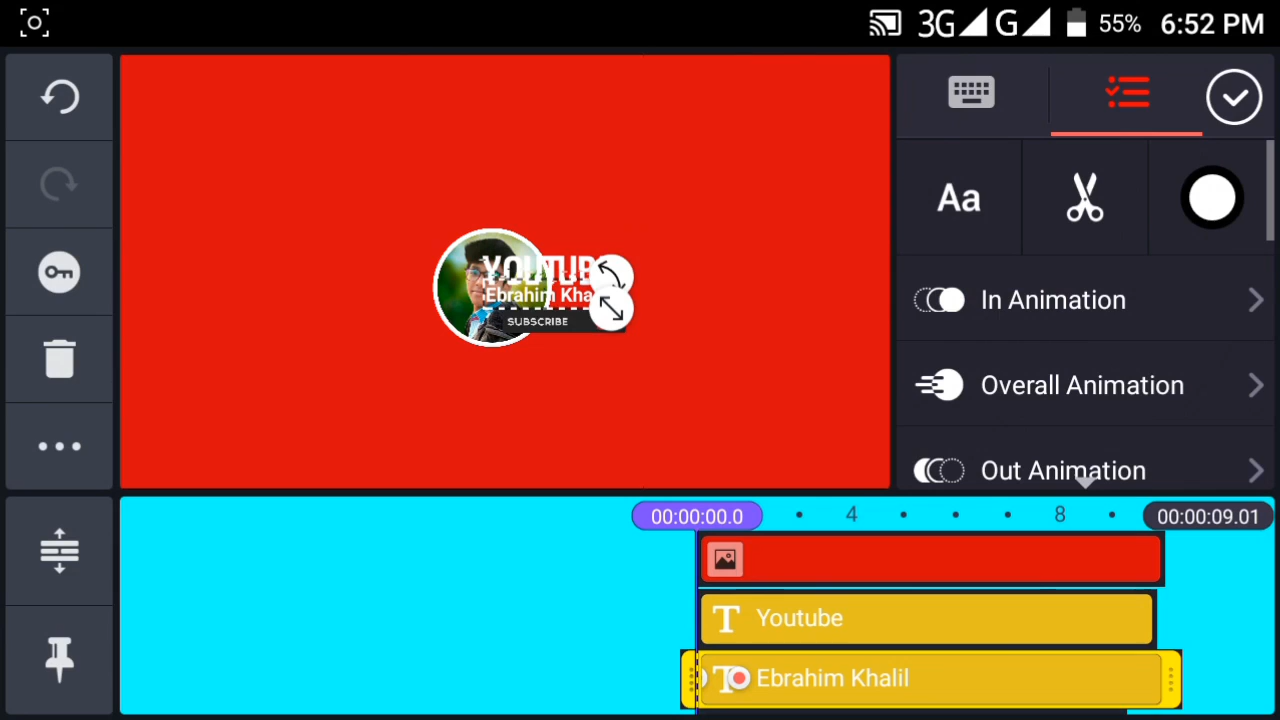 3G G 55% 6:52 PM
Aa
YOUTUB
Ebrahim Kha
SUBSCRIBE
In Animation
Overall Animation
Out Animation
00:00:00.0 4 8 00:00:09.01
T Youtube
T Ebrahim Khalil